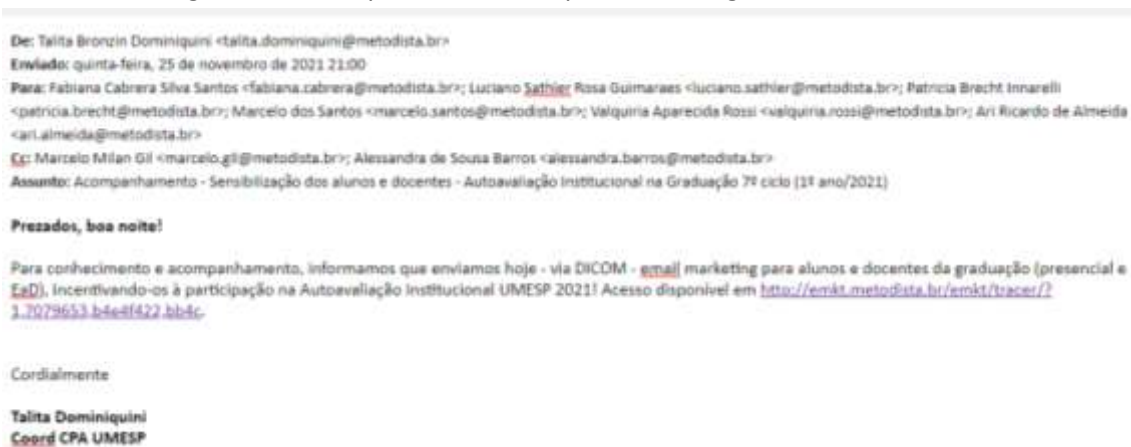 De: Talita Bronzin Dominiquini <talita.dominiquini@metodista.br>
Enviado: quinta-feira, 25 de novembro de 2021 21:00
Para: Fabiana Cabrera Silva Santos <fabiana.cabrera@metodista.br>; Luciano Sathler Rosa Guimaraes <luciano.sathler@metodista.br>; Patricia Brecht Innarelli
<patricia.brecht@metodista.br>; Marcelo dos Santos <marcelo.santos@metodista.br>; Valquiria Aparecida Rossi <valquiria.rossi@metodista.br>; Ari Ricardo de Almeida
<ari.almeida@metodista.br>
Cc: Marcelo Milan Gil <marcelo.gil@metodista.br>; Alessandra de Sousa Barros <alessandra.barros@metodista.br>
Assunto: Acompanhamento - Sensibilização dos alunos e docentes - Autoavaliação Institucional na Graduação 7º ciclo (1º ano/2021)
Prezados, boa noite!
Para conhecimento e acompanhamento, informamos que enviamos hoje - via DICOM - email marketing para alunos e docentes da graduação (presencial e
EaD), incentivando-os à participação na Autoavaliação Institucional UMESP 2021! Acesso disponível em http://emkt.metodista.br/emkt/tracer/?
1,7079653,b4e4f422,bb4c.
Cordialmente
Talita Dominiquini
Coord CPA UMESP